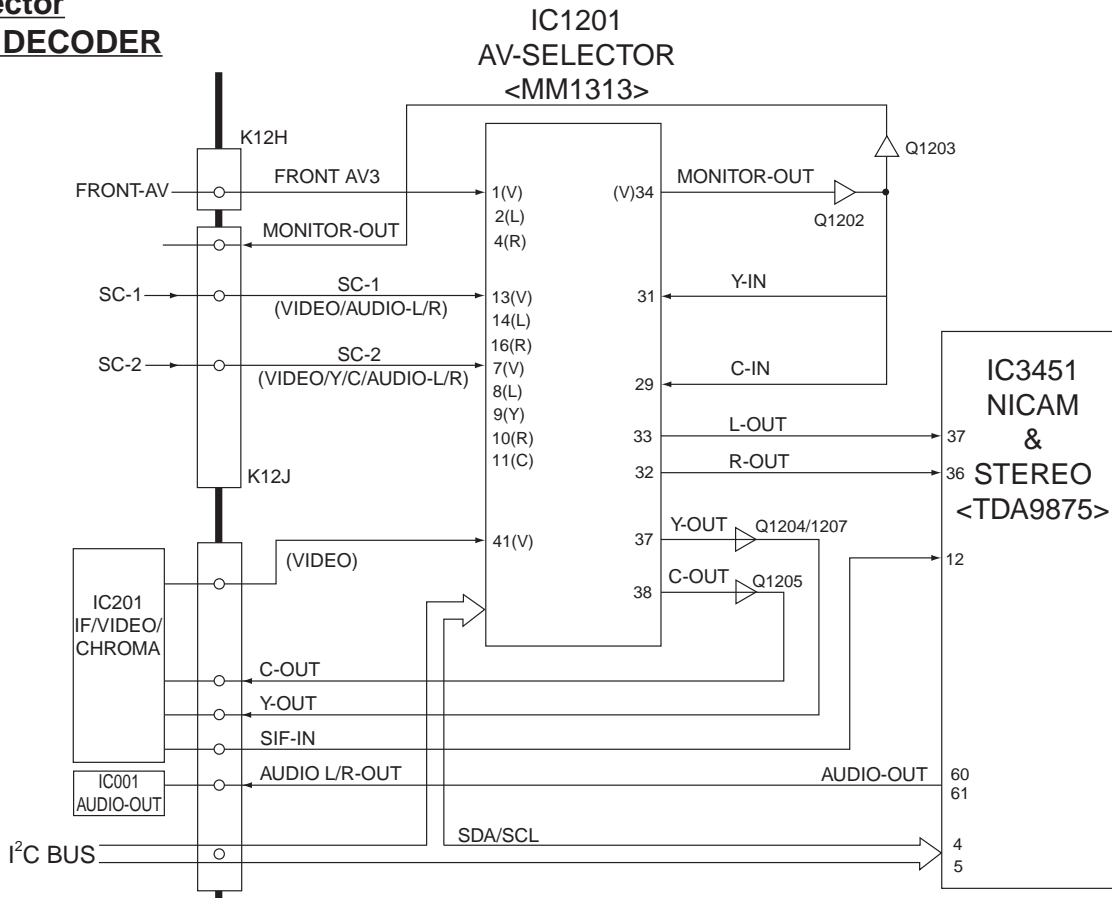 DECODER
IC1201
AV-SELECTOR
<MM1313>
K12H
Q1203
FRONT-AV
FRONT AV3
1(V)
(V)34
MONITOR-OUT
2(L)
Q1202
4(R)
MONITOR-OUT
SC-1
SC-1
(VIDEO/AUDIO-L/R)
13(V)
31
Y-IN
14(L)
16(R)
SC-2
SC-2
(VIDEO/Y/C/AUDIO-L/R)
7(V)
8(L)
9(Y)
10(R)
11(C)
29
C-IN
33
L-OUT
32
R-OUT
IC3451
NICAM
&
STEREO
<TDA9875>
37
36
K12J
(VIDEO)
41(V)
37
Y-OUT
Q1204/1207
12
38
C-OUT
Q1205
IC201
IF/VIDEO/
CHROMA
C-OUT
Y-OUT
SIF-IN
IC001
AUDIO-OUT
AUDIO L/R-OUT
AUDIO-OUT
60
61
SDA/SCL
I²C BUS
4
5